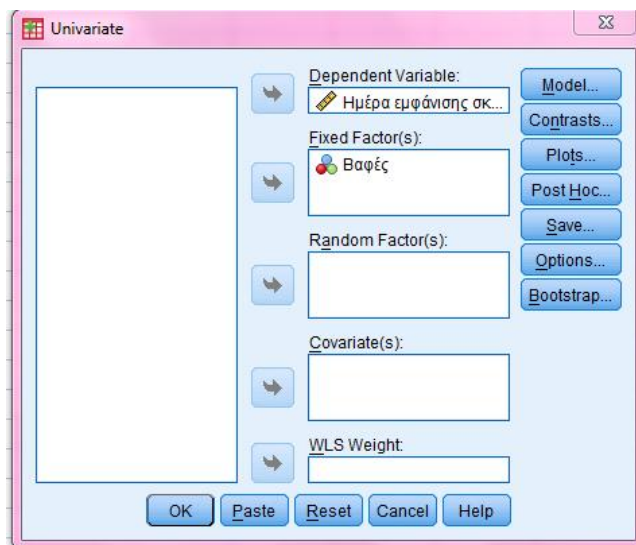 Univariate
Dependent Variable:
Ημέρα εμφάνισης σκ...
Fixed Factor(s):
Βαφές
Random Factor(s):
Covariate(s):
WLS Weight:
Model...
Contrasts...
Plots...
Post Hoc...
Save...
Options...
Bootstrap...
OK Paste Reset Cancel Help